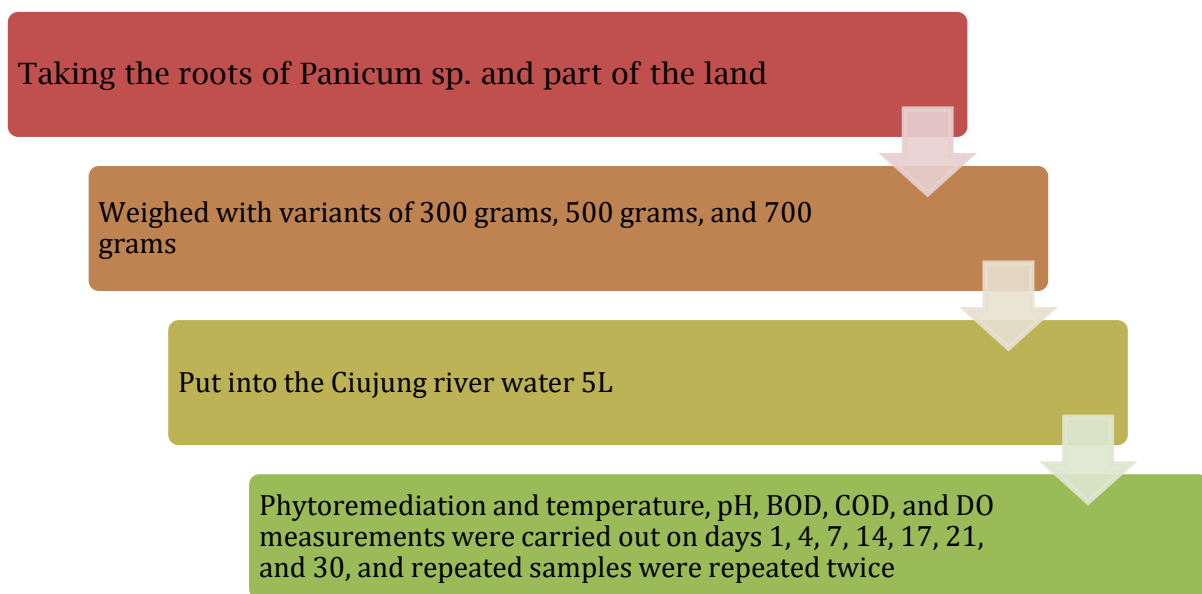 Taking the roots of Panicum sp. and part of the land
Weighed with variants of 300 grams, 500 grams, and 700
grams
Put into the Ciujung river water 5L
Phytoremediation and temperature, pH, BOD, COD, and DO
measurements were carried out on days 1, 4, 7, 14, 17, 21,
and 30, and repeated samples were repeated twice